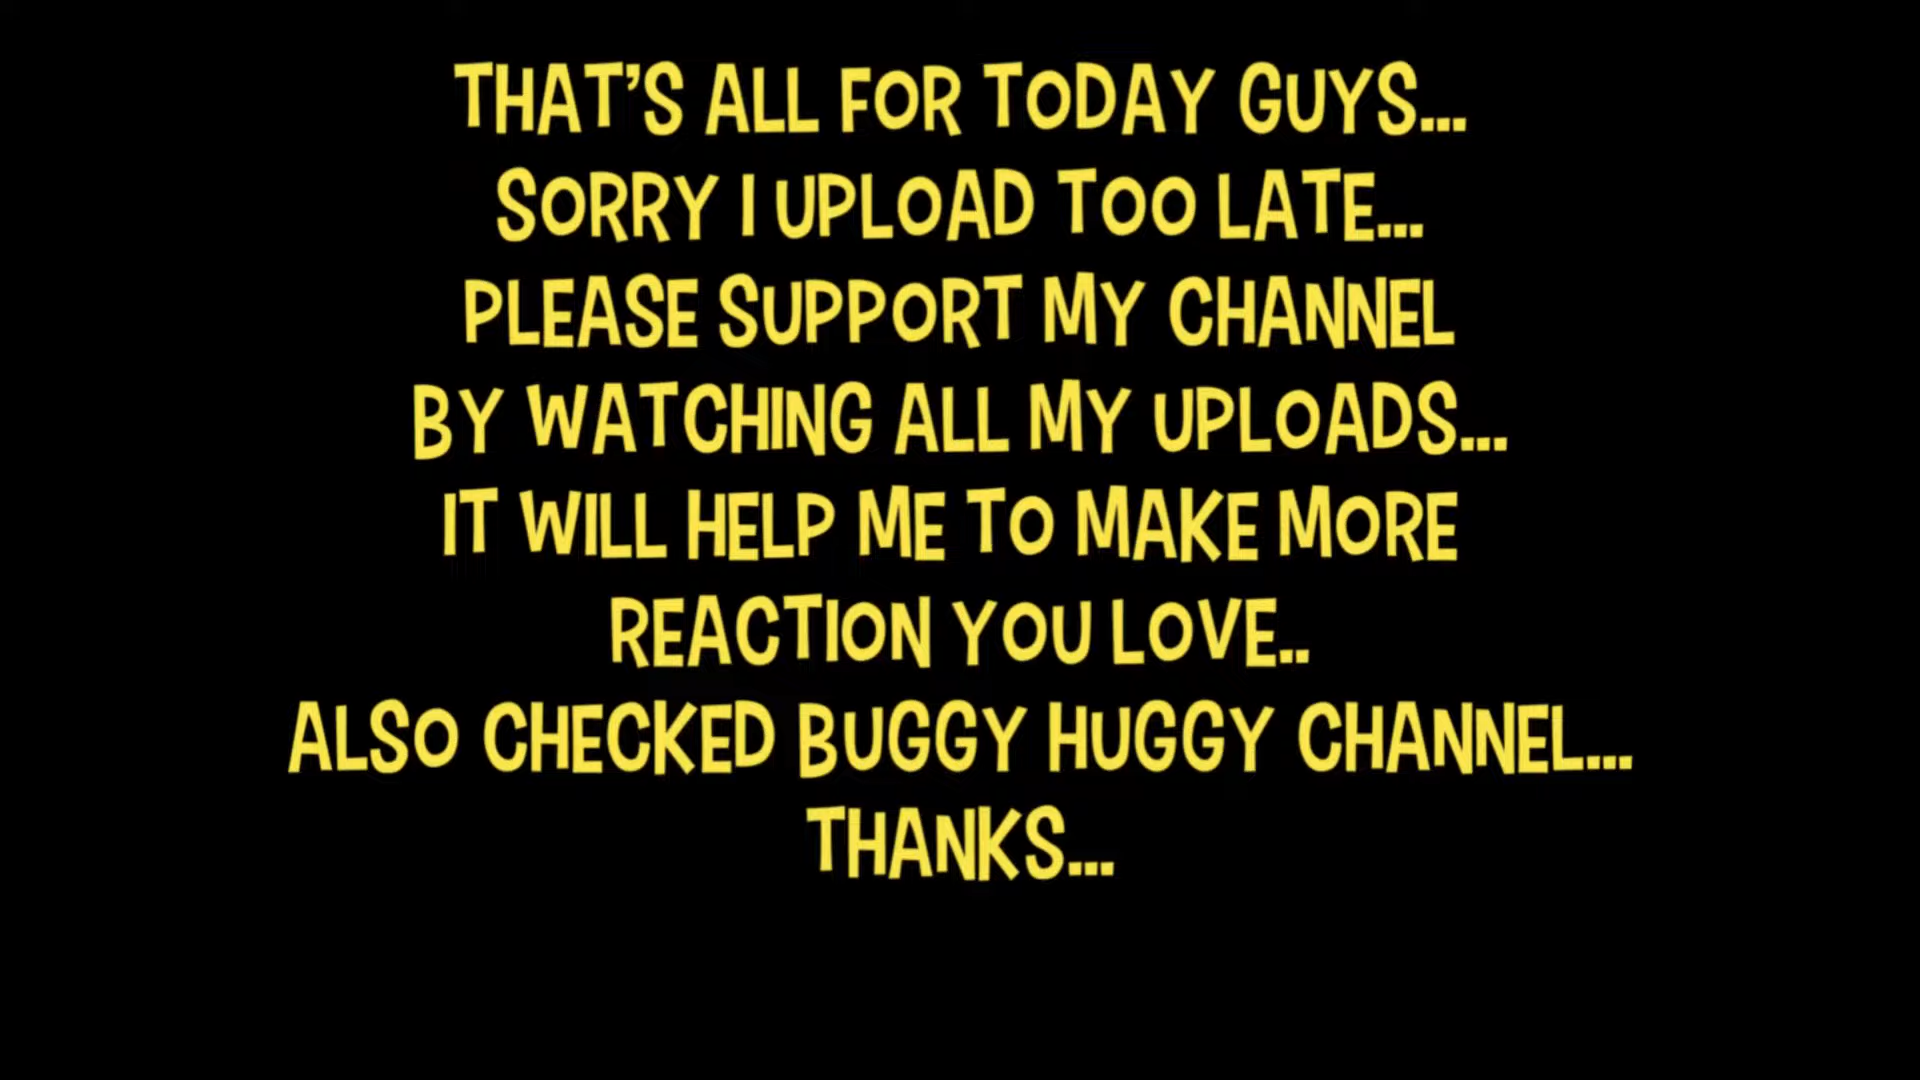 THAT'S ALL FOR TODAY GUYS...
SORRY I UPLOAD TOO LATE...
PLEASE SUPPORT MY CHANNEL
BY WATCHING ALL MY UPLOADS...
IT WILL HELP ME TO MAKE MORE
REACTION YOU LOVE..
ALSO CHECKED BUGGY HUGGY CHANNEL...
THANKS...